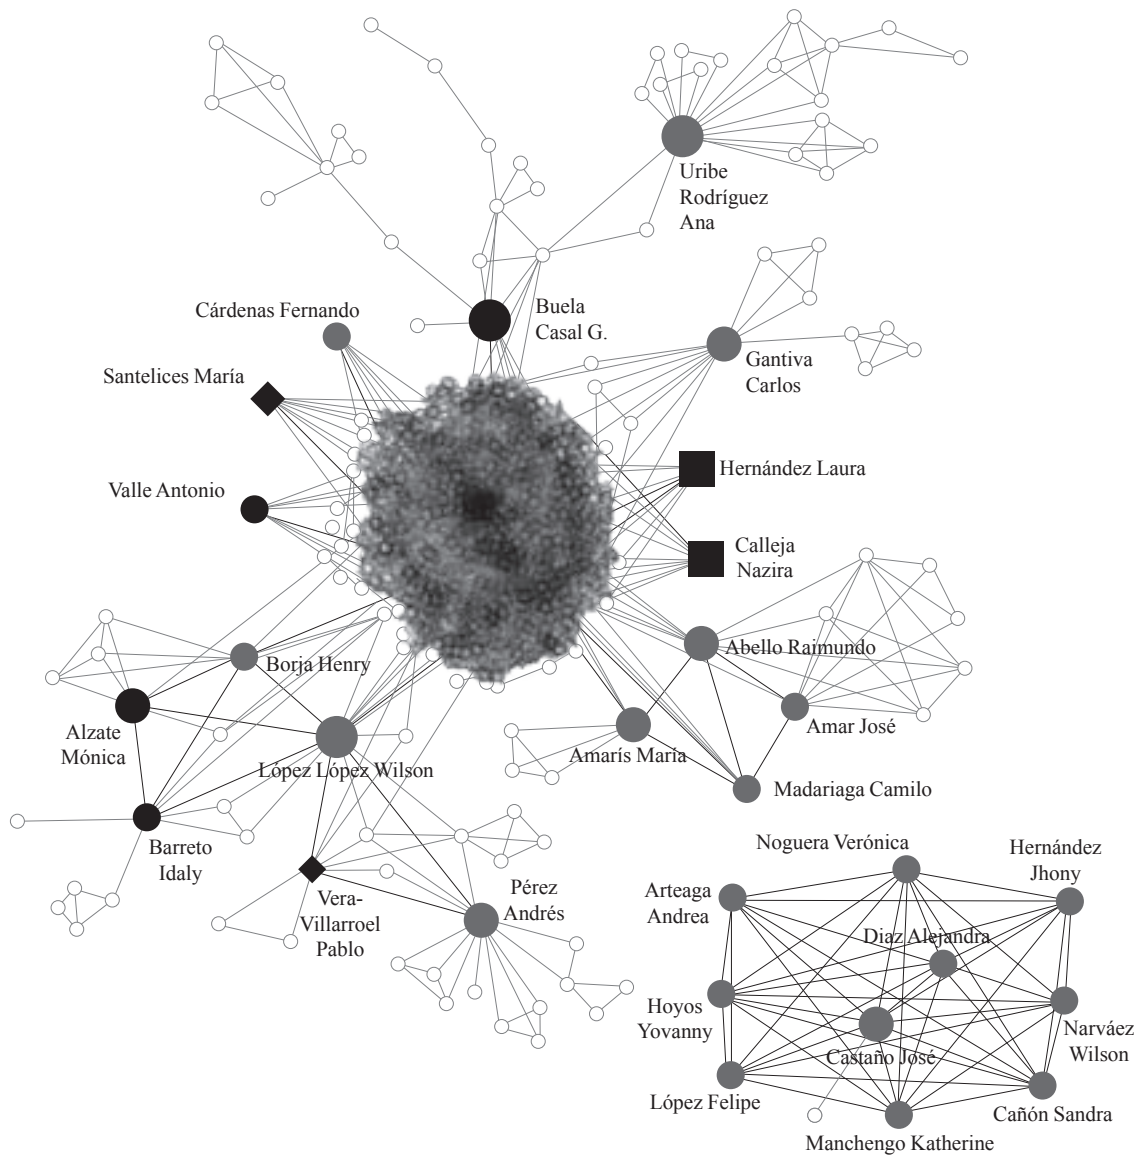 Uribe
Rodríguez
Ana
Cárdenas Fernando
Buela
Casal G.
Santelices María
Gantiva
Carlos
Hernández Laura
Valle Antonio
Calleja
Nazira
Borja Henry
Abello Raimundo
Alzate
Mónica
Amar José
Amarís María
López López Wilson
Madariaga Camilo
Barreto
Idaly
Noguera Verónica
Hernández
Jhony
Vera-
Villarroel
Pablo
Pérez
Andrés
Arteaga
Andrea
Diaz Alejandra
Hoyos
Yovanny
Narváez
Wilson
Castaño José
López Felipe
Cañón Sandra
Manchengo Katherine